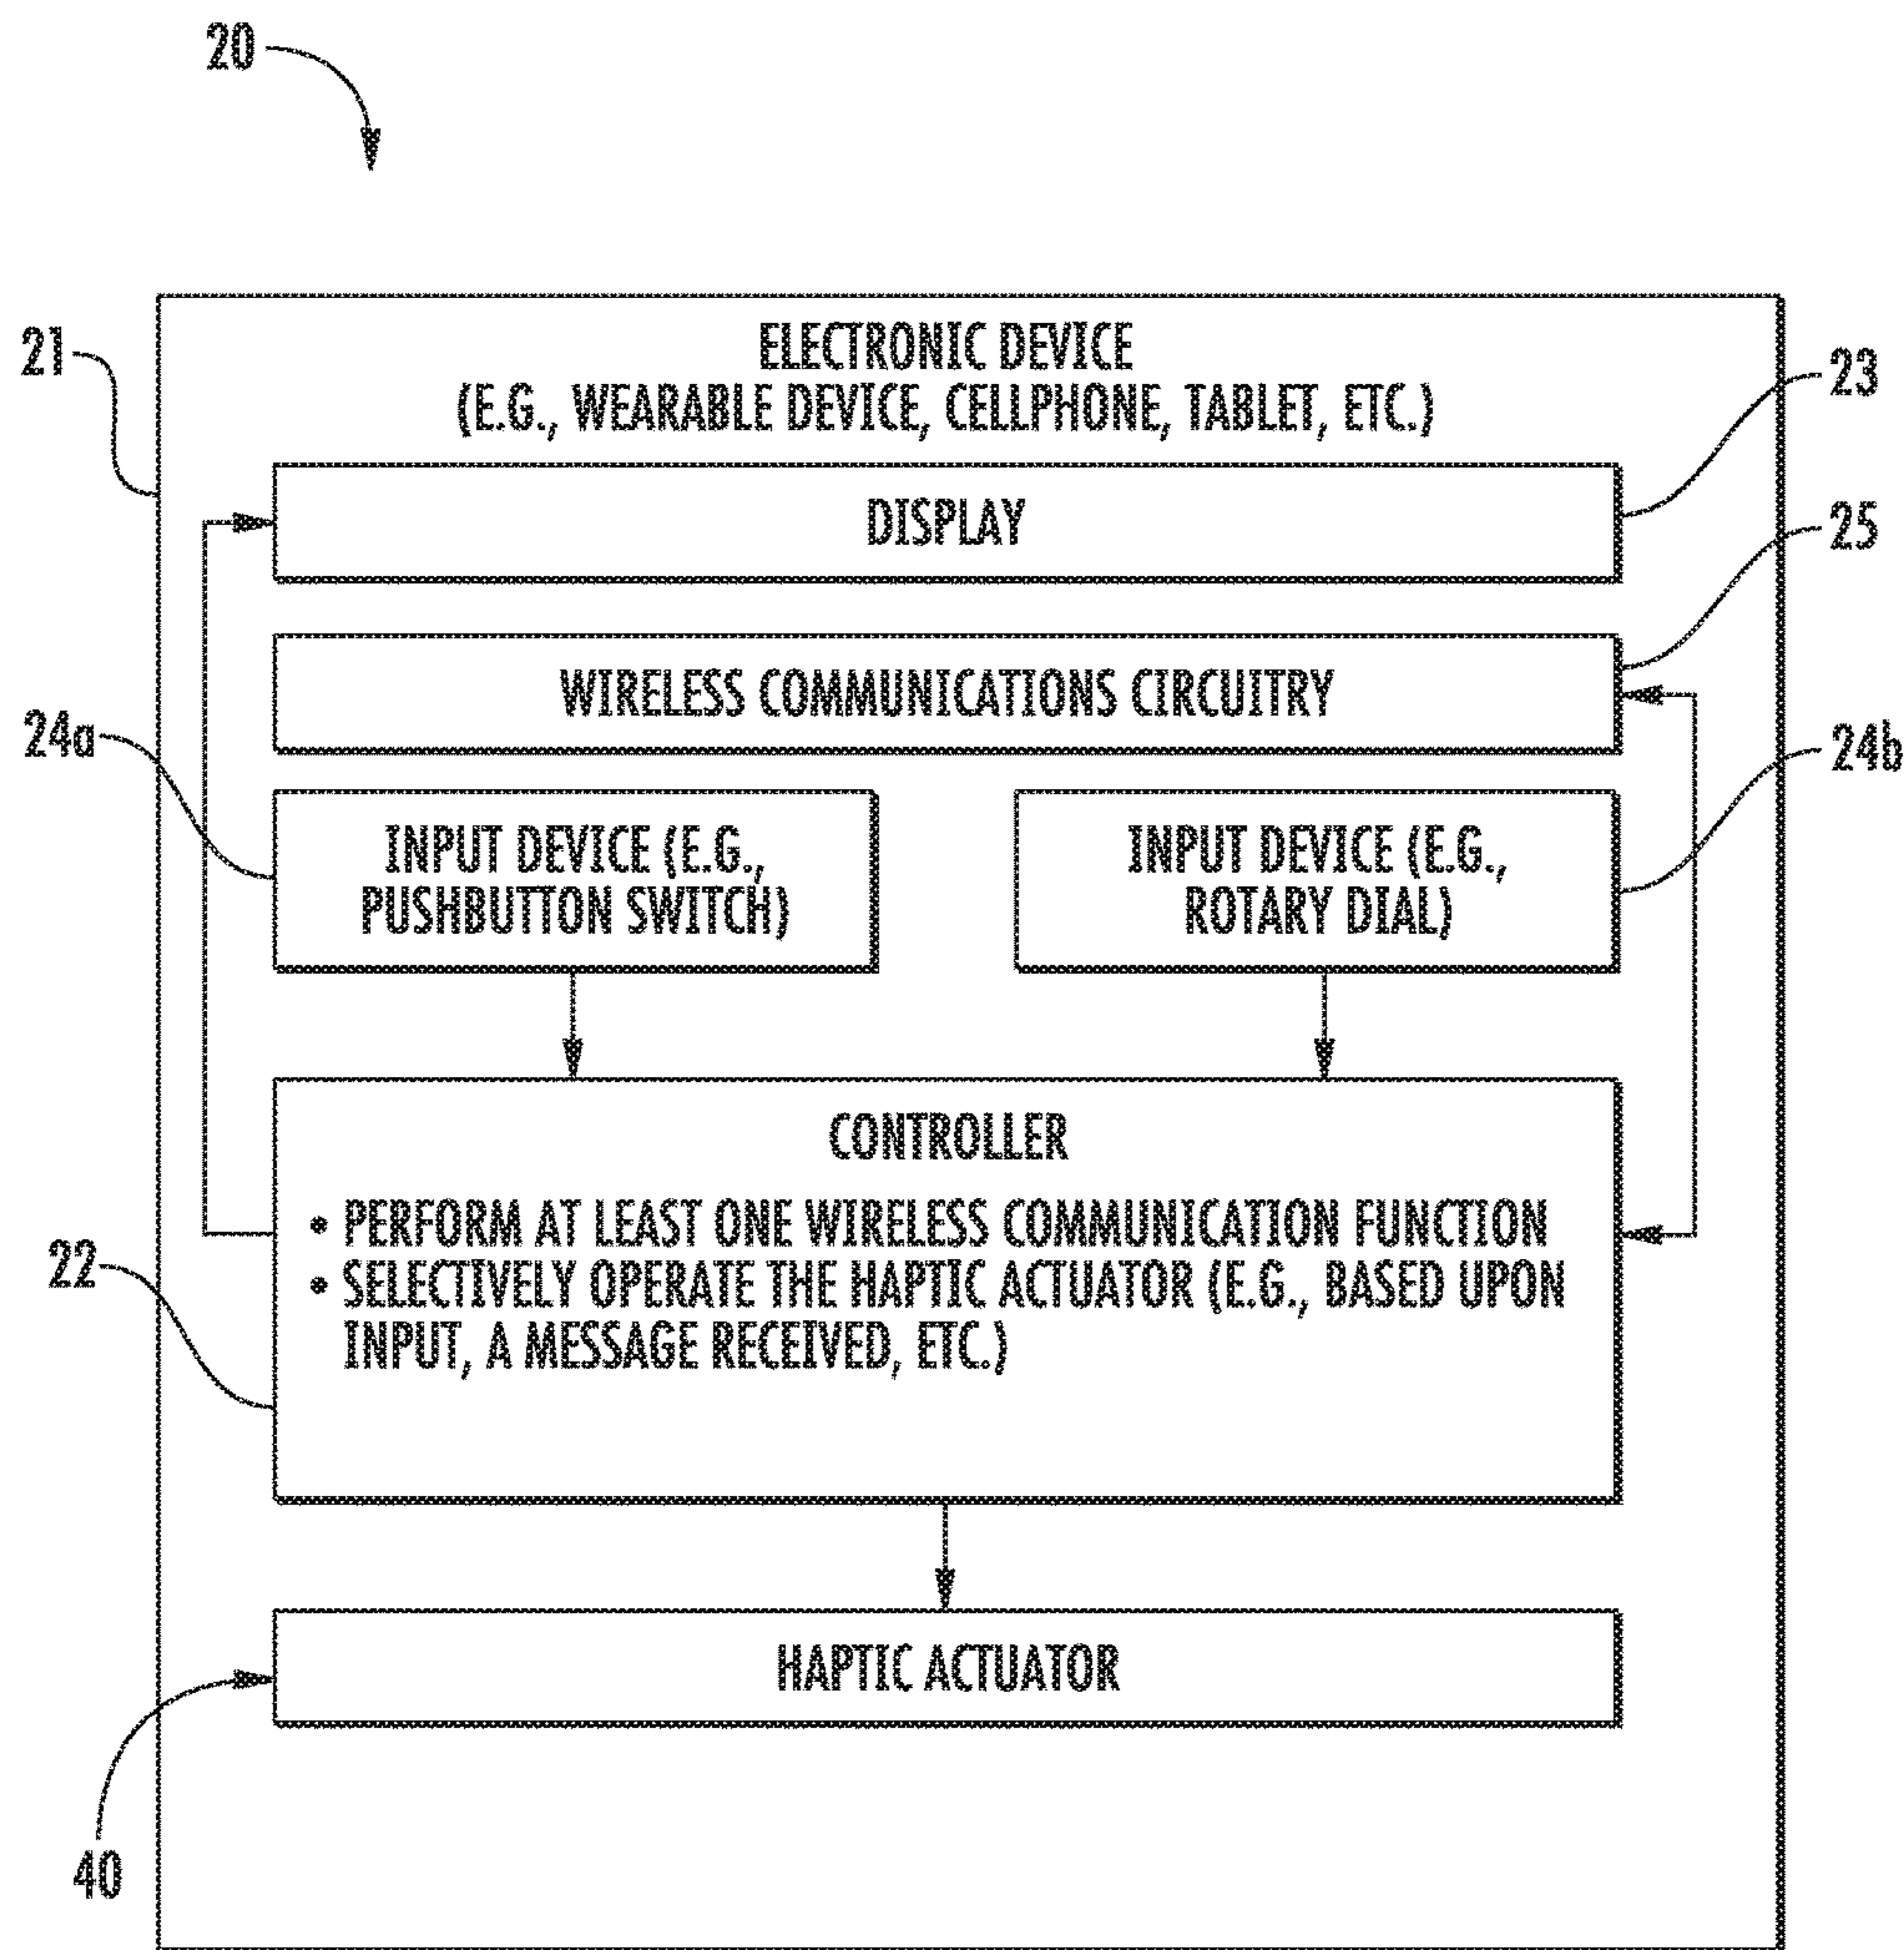 20
21
ELECTRONIC DEVICE
(E.G., WEARABLE DEVICE, CELLPHONE, TABLET, ETC.)
23
DISPLAY
25
WIRELESS COMMUNICATIONS CIRCUITRY
24a
24b
INPUT DEVICE (E.G.,
PUSHBUTTON SWITCH)
INPUT DEVICE (E.G.,
ROTARY DIAL)
CONTROLLER
• PERFORM AT LEAST ONE WIRELESS COMMUNICATION FUNCTION
22
• SELECTIVELY OPERATE THE HAPTIC ACTUATOR (E.G., BASED UPON
INPUT, A MESSAGE RECEIVED, ETC.)
HAPTIC ACTUATOR
40